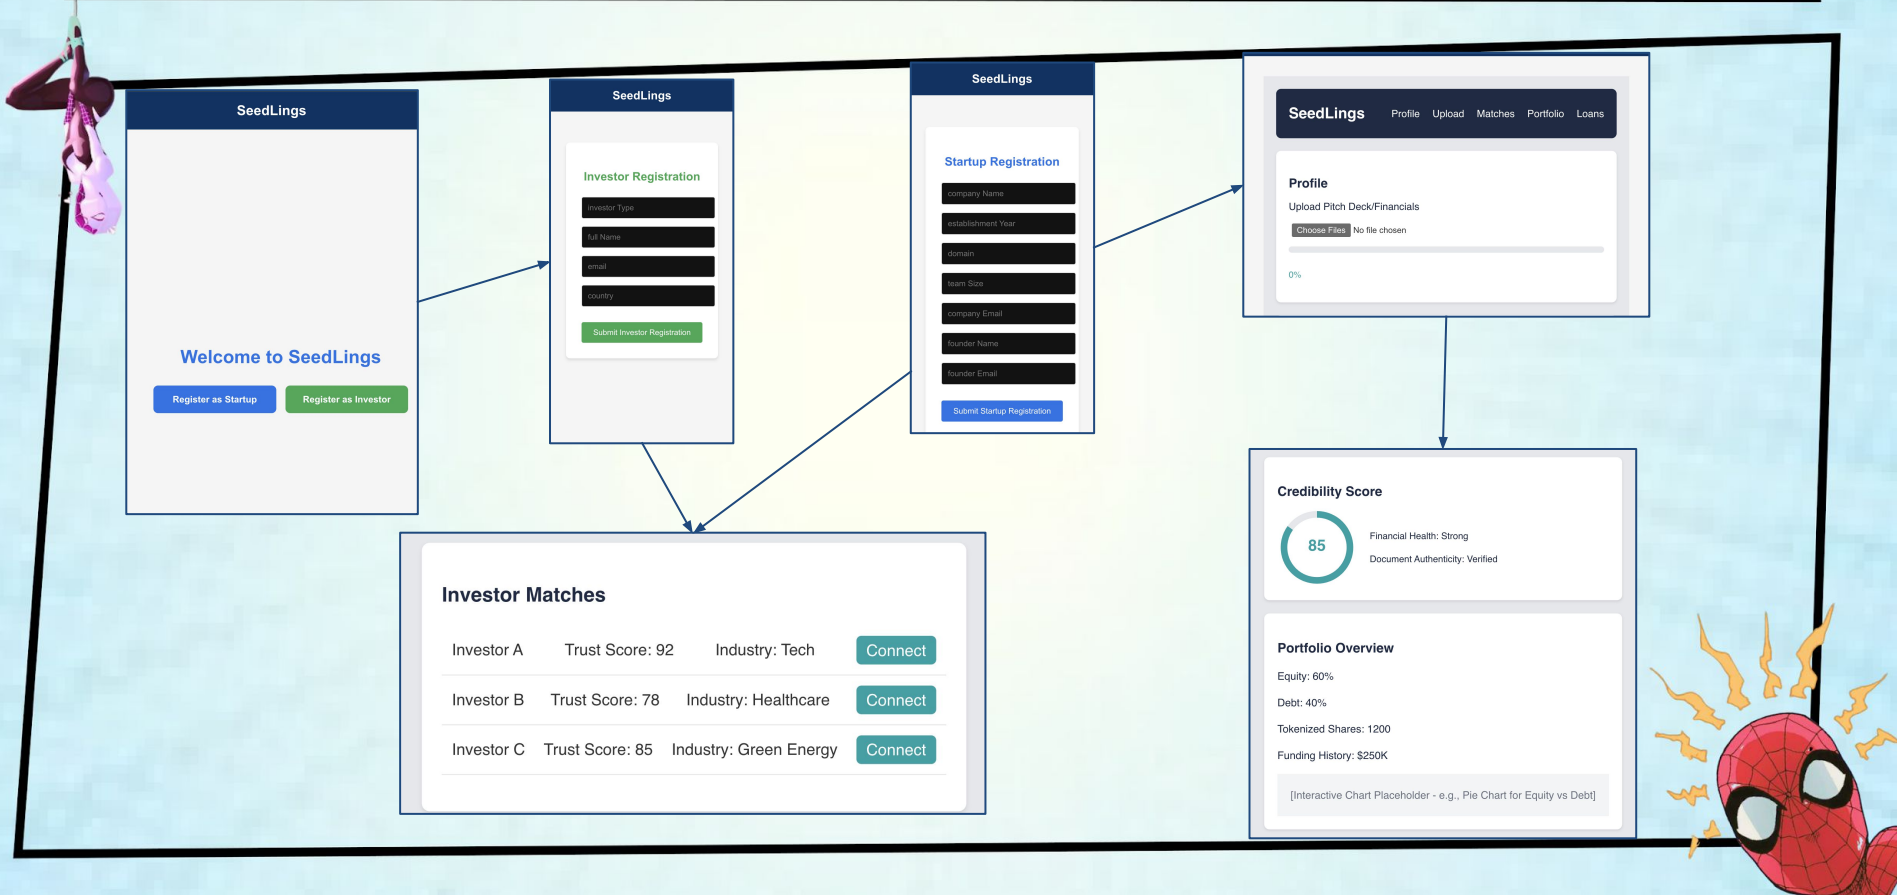 SeedLings
Welcome to SeedLings
Register as Startup
Register as Investor
SeedLings
Investor Registration
investor Type
full Name
email
country
Submit Investor Registration
SeedLings
Startup Registration
company Name
establishment Year
domain
team Size
company Email
founder Name
founder Email
Submit Startup Registration
SeedLings Profile Upload Matches Portfolio Loans
Profile
Upload Pitch Deck/Financials
Choose Files No file chosen
0%
Investor Matches
Investor A Trust Score: 92 Industry: Tech Connect
Investor B Trust Score: 78 Industry: Healthcare Connect
Investor C Trust Score: 85 Industry: Green Energy Connect
Credibility Score
85
Financial Health: Strong
Document Authenticity: Verified
Portfolio Overview
Equity: 60%
Debt: 40%
Tokenized Shares: 1200
Funding History: $250K
[Interactive Chart Placeholder - e.g., Pie Chart for Equity vs Debt]